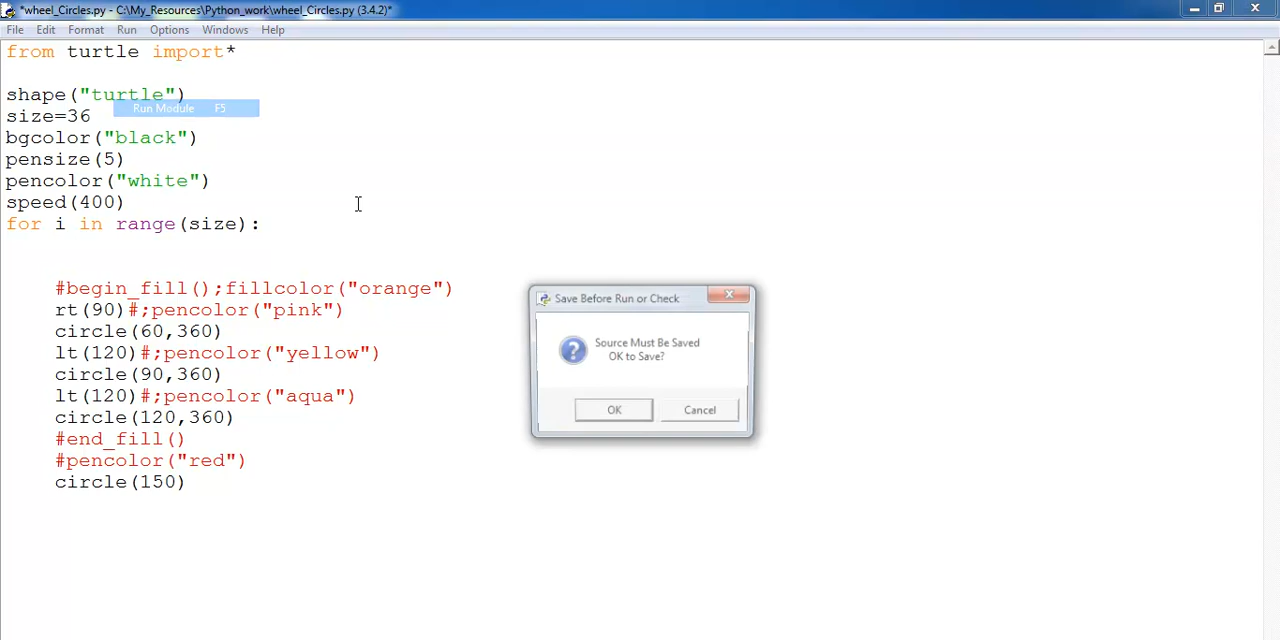 *wheel_Circles.py - C:\My_Resources\Python_work\wheel_Circles.py (3.4.2)*
File Edit Format Run Options Windows Help
from turtle import*
shape("turtle")
Run Module F5
size=36
bgcolor("black")
pensize(5)
pencolor("white")
speed(400)
for i in range(size):
#begin_fill();fillcolor("orange")
rt(90)#;pencolor("pink")
circle(60,360)
lt(120)#;pencolor("yellow")
circle(90,360)
lt(120)#;pencolor("aqua")
circle(120,360)
#end_fill()
#pencolor("red")
circle(150)
Save Before Run or Check
Source Must Be Saved
OK to Save?
OK Cancel